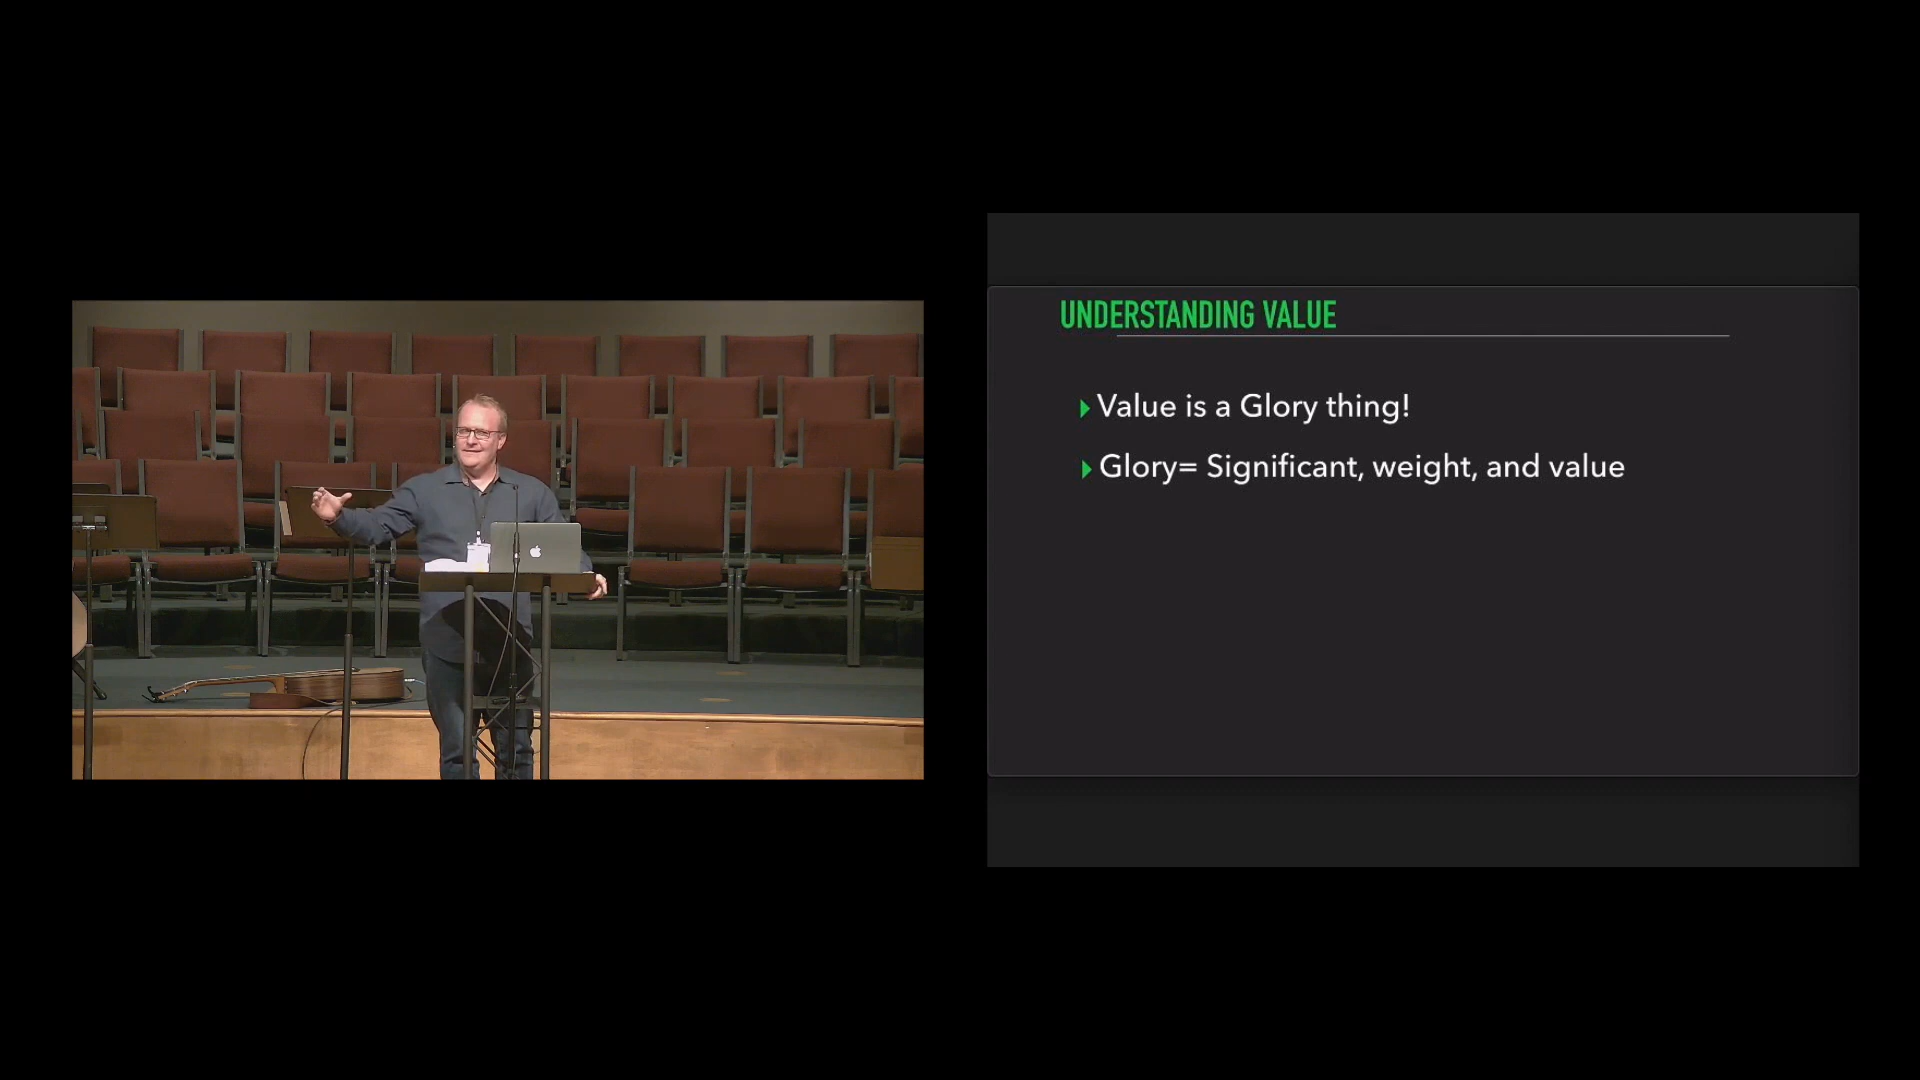 UNDERSTANDING VALUE
Value is a Glory thing!
Glory= Significant, weight, and value